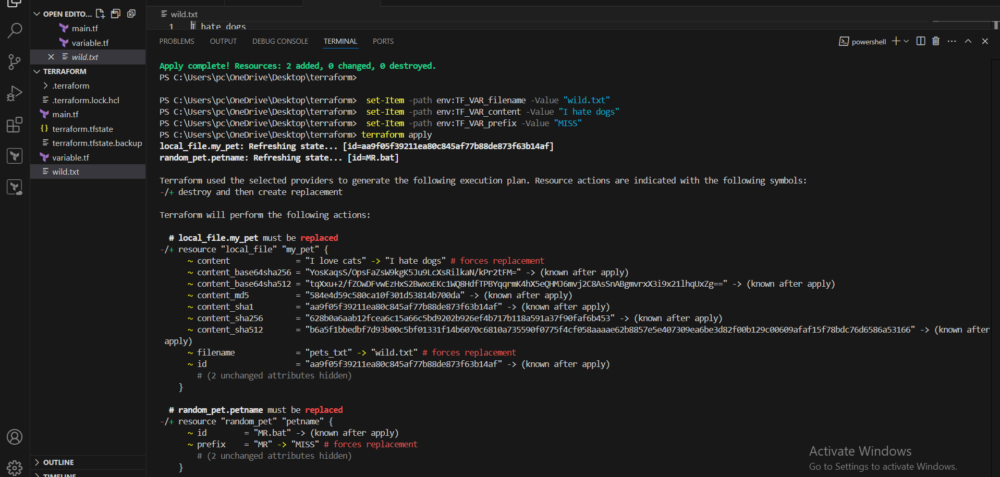 OPEN EDITO...
main.tf
variable.tf
wild.txt
TERRAFORM
.terraform
.terraform.lock.hcl
main.tf
terraform.tfstate
terraform.tfstate.backup
variable.tf
wild.txt
OUTLINE
TIMELINE
wild.txt
1 I hate dogs
PROBLEMS OUTPUT DEBUG CONSOLE TERMINAL PORTS
powershell
Apply complete! Resources: 2 added, 0 changed, 0 destroyed.
PS C:\Users\pc\OneDrive\Desktop\terraform>
PS C:\Users\pc\OneDrive\Desktop\terraform>  set-Item -path env:TF_VAR_filename -Value "wild.txt"
PS C:\Users\pc\OneDrive\Desktop\terraform>  set-Item -path env:TF_VAR_content -Value "I hate dogs"
PS C:\Users\pc\OneDrive\Desktop\terraform>  set-Item -path env:TF_VAR_prefix -Value "MISS"
PS C:\Users\pc\OneDrive\Desktop\terraform> terraform apply
local_file.my_pet: Refreshing state... [id=aa9f05f39211ea80c845af77b88de873f63b14af]
random_pet.petname: Refreshing state... [id=MR.bat]
Terraform used the selected providers to generate the following execution plan. Resource actions are indicated with the following symbols:
-/+ destroy and then create replacement
Terraform will perform the following actions:
# local_file.my_pet must be replaced
-/+ resource "local_file" "my_pet" {
~ content = "I love cats" -> "I hate dogs" # forces replacement
~ content_base64sha256 = "YosKaqsS/OpsFaZsW9kgK5Ju9LcXsRilkaN/kPr2tFM=" -> (known after apply)
~ content_base64sha512 = "tqXxu+2/fZOwDFvwEzHxS2BwxoEKc1WQ8HdfTPBYqqrmK4hX5eQHMJ6mvj2C8AsSnABgmvrxX3i9x21lhqUxZg==" -> (known after apply)
~ content_md5 = "584e4d59c580ca10f301d53814b700da" -> (known after apply)
~ content_sha1 = "aa9f05f39211ea80c845af77b88de873f63b14af" -> (known after apply)
~ content_sha256 = "628b0a6aab12fcea6c15a66c5bd9202b926ef4b717b118a591a37f90faf6b453" -> (known after apply)
~ content_sha512 = "b6a5f1bbedbf7d93b00c5bf01331f14b6070c6810a735590f0775f4cf058aaaae62b8857e5e407309ea6be3d82f00b129c00609afaf15f78bdc76d6586a53166" -> (known after
apply)
~ filename = "pets_txt" -> "wild.txt" # forces replacement
~ id = "aa9f05f39211ea80c845af77b88de873f63b14af" -> (known after apply)
# (2 unchanged attributes hidden)
}
# random_pet.petname must be replaced
-/+ resource "random_pet" "petname" {
~ id = "MR.bat" -> (known after apply)
~ prefix = "MR" -> "MISS" # forces replacement
# (2 unchanged attributes hidden)
}
Activate Windows
Go to Settings to activate Windows.